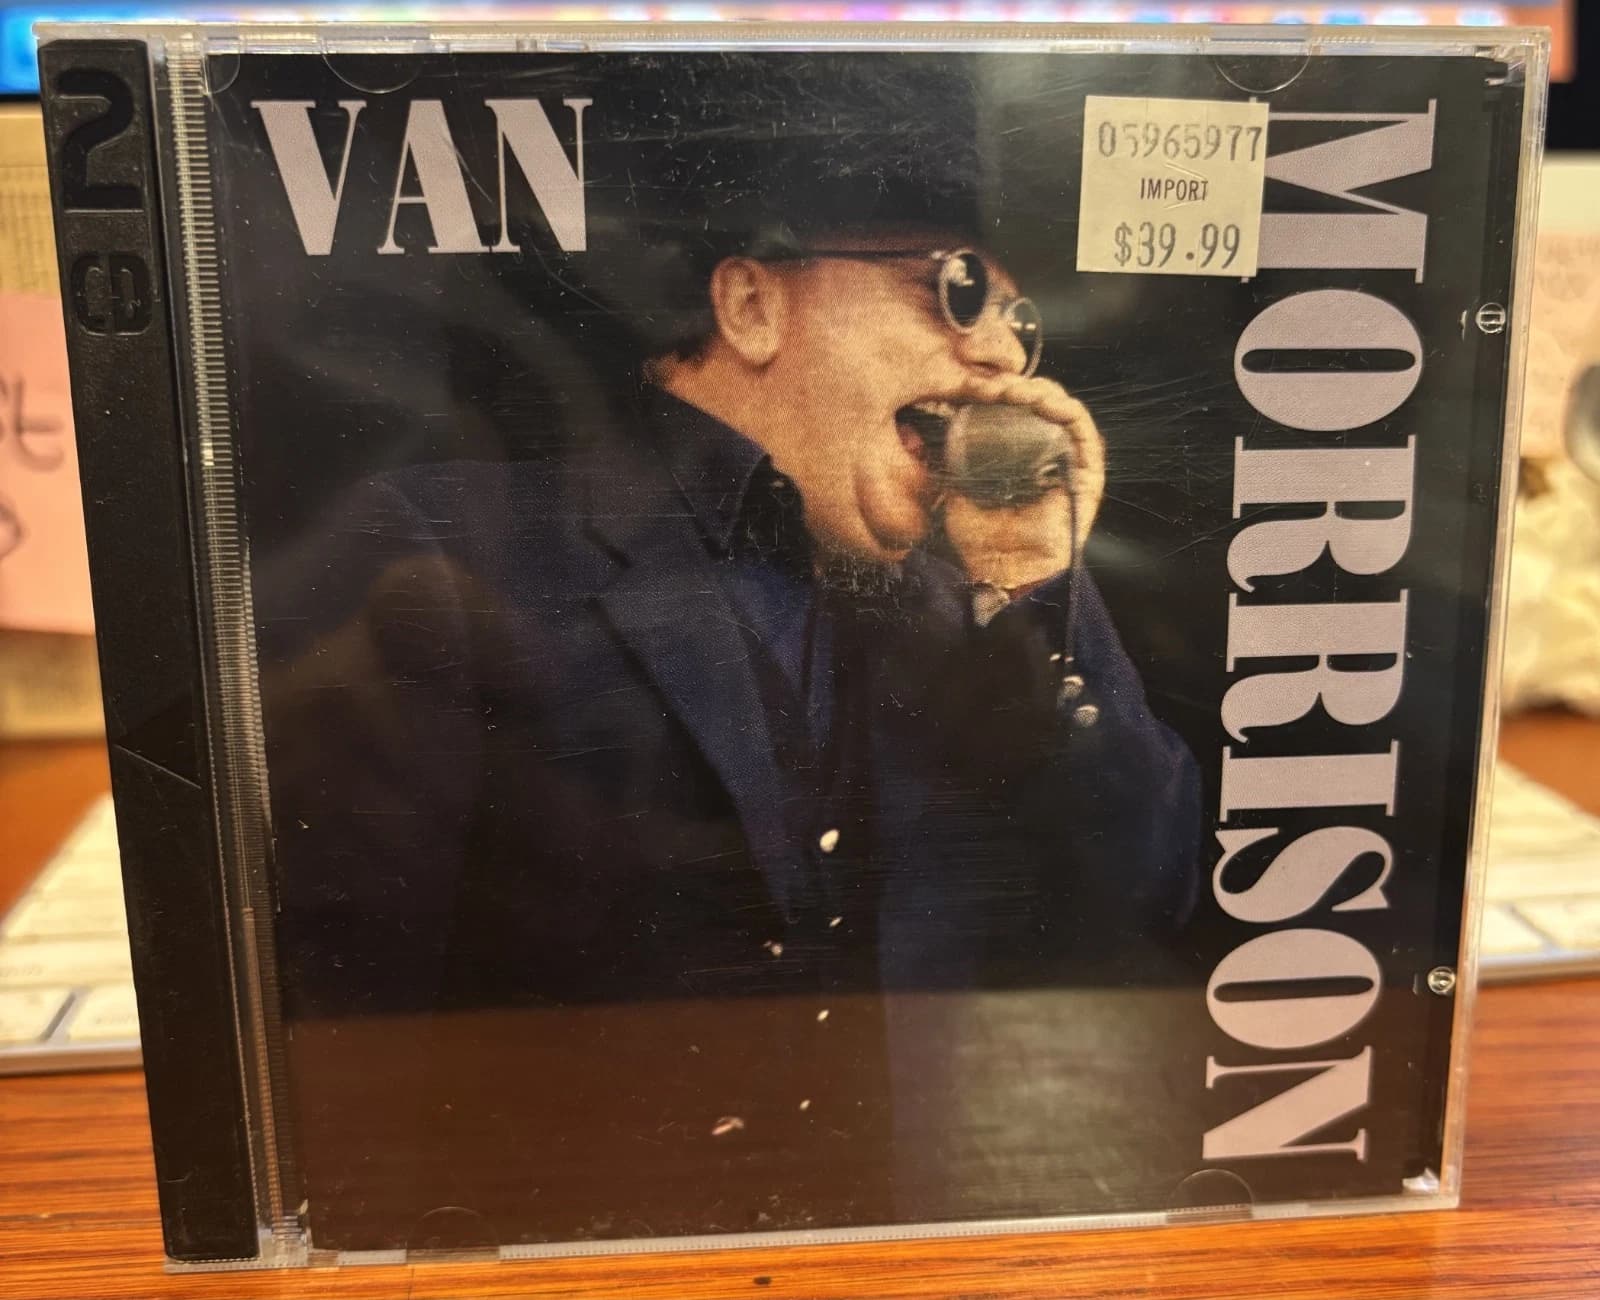 2
CD
VAN
MORRISON
05965977
IMPORT
$39.99